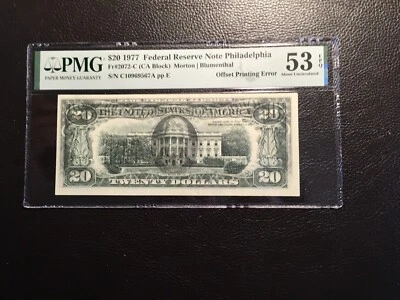 PMG
PAPER MONEY GUARANTY
$20 1977 Federal Reserve Note Philadelphia
Fr#2072-C (CA Block) Morton | Blumenthal
S/N C10969567A pp E
Offset Printing Error
53 EPQ
About Uncirculated
THE UNITED STATES OF AMERICA
20 20
TWENTY DOLLARS
20 20